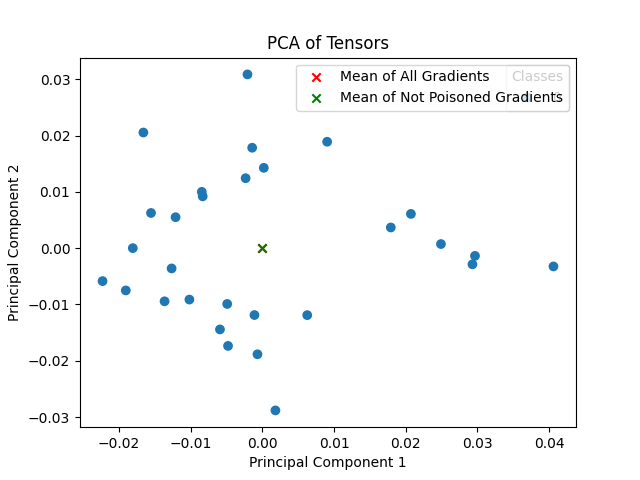 PCA of Tensors
Mean of All Gradients
Mean of Not Poisoned Gradients
Classes
0.03
0.02
0.01
0.00
−0.01
−0.02
−0.03
Principal Component 2
−0.02
−0.01
0.00
0.01
0.02
0.03
0.04
Principal Component 1